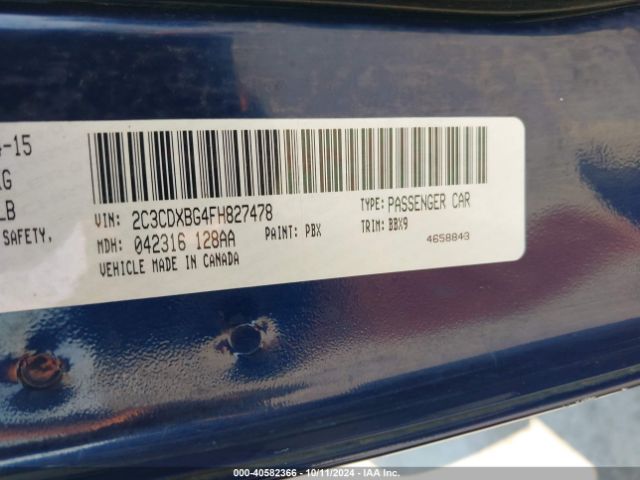 -15
LB
SAFETY,
VIN: 2C3CDXBG4FH827478
MDH: 042316 128AA
VEHICLE MADE IN CANADA
PAINT: PBX
TYPE: PASSENGER CAR
TRIM: BBX9
4658843
000-40582366 - 10/11/2024 - IAA Inc.